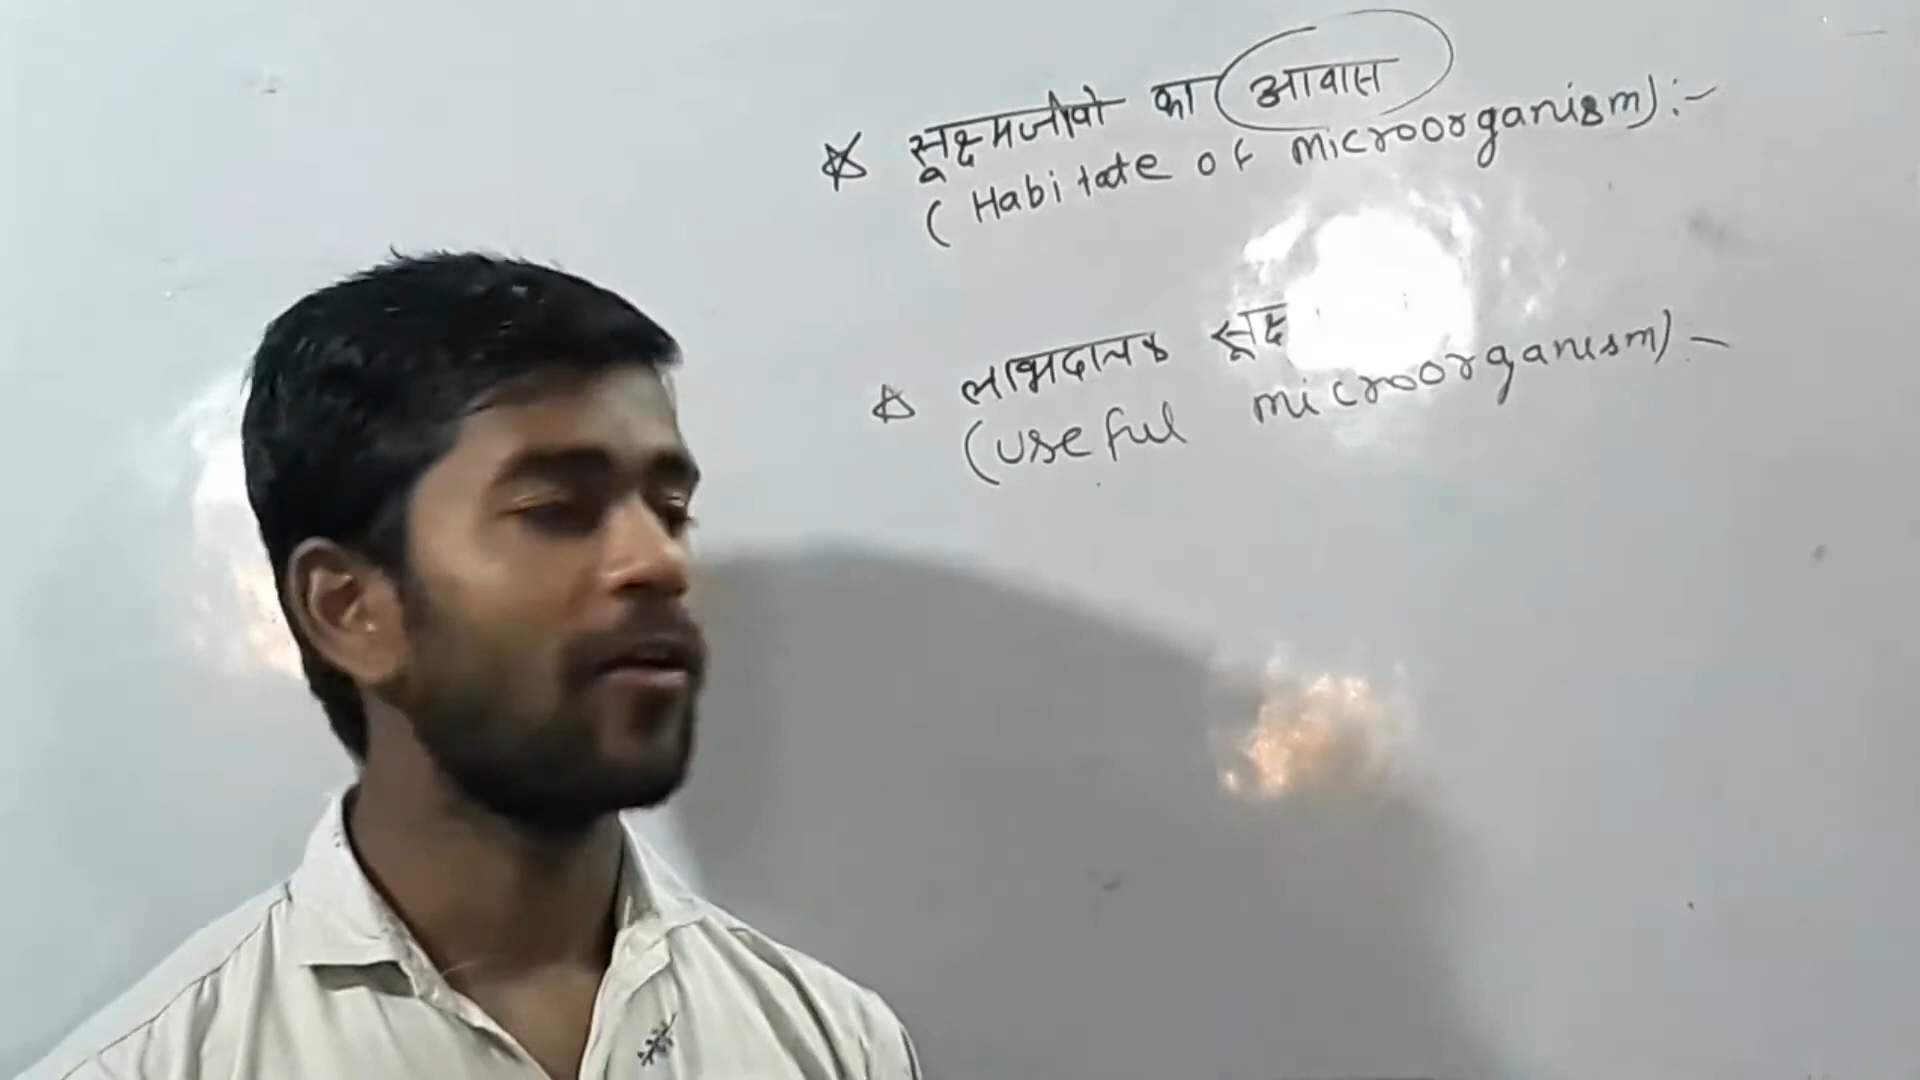 ☆ सूक्ष्मजीवो का आवास
(Habitate of microorganism):-
☆ लाभदायक सूक्ष
(useful microorganism):-